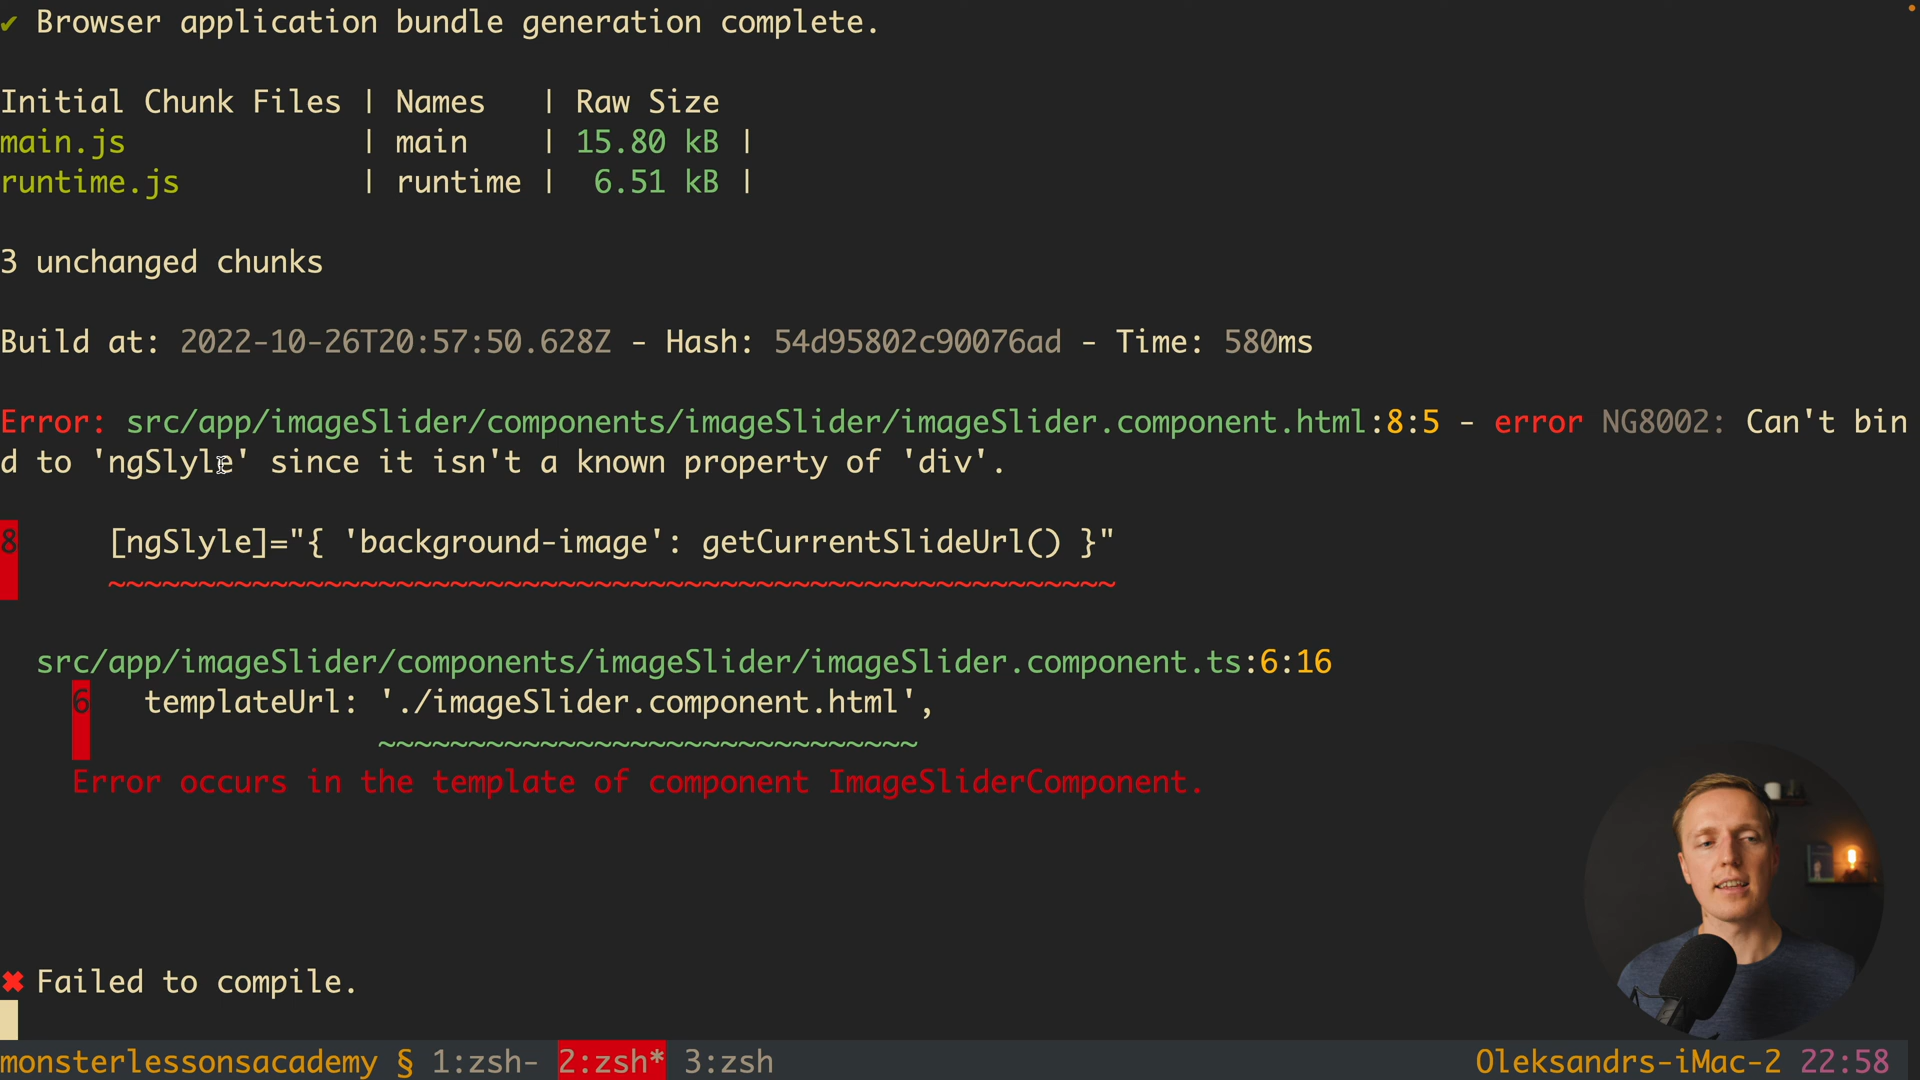 ✔ Browser application bundle generation complete.
Initial Chunk Files | Names | Raw Size
main.js | main | 15.80 kB |
runtime.js | runtime | 6.51 kB |
3 unchanged chunks
Build at: 2022-10-26T20:57:50.628Z - Hash: 54d95802c90076ad - Time: 580ms
Error: src/app/imageSlider/components/imageSlider/imageSlider.component.html:8:5 - error NG8002: Can't bin
d to 'ngSlyle' since it isn't a known property of 'div'.
8 [ngSlyle]="{ 'background-image': getCurrentSlideUrl() }"
~~~~~~~~~~~~~~~~~~~~~~~~~~~~~~~~~~~~~~~~~~~~~~~~~~~~~~~~
src/app/imageSlider/components/imageSlider/imageSlider.component.ts:6:16
6 templateUrl: './imageSlider.component.html',
~~~~~~~~~~~~~~~~~~~~~~~~~~~~~~
Error occurs in the template of component ImageSliderComponent.
✖ Failed to compile.
monsterlessonsacademy § 1:zsh- 2:zsh* 3:zsh Oleksandrs-iMac-2 22:58